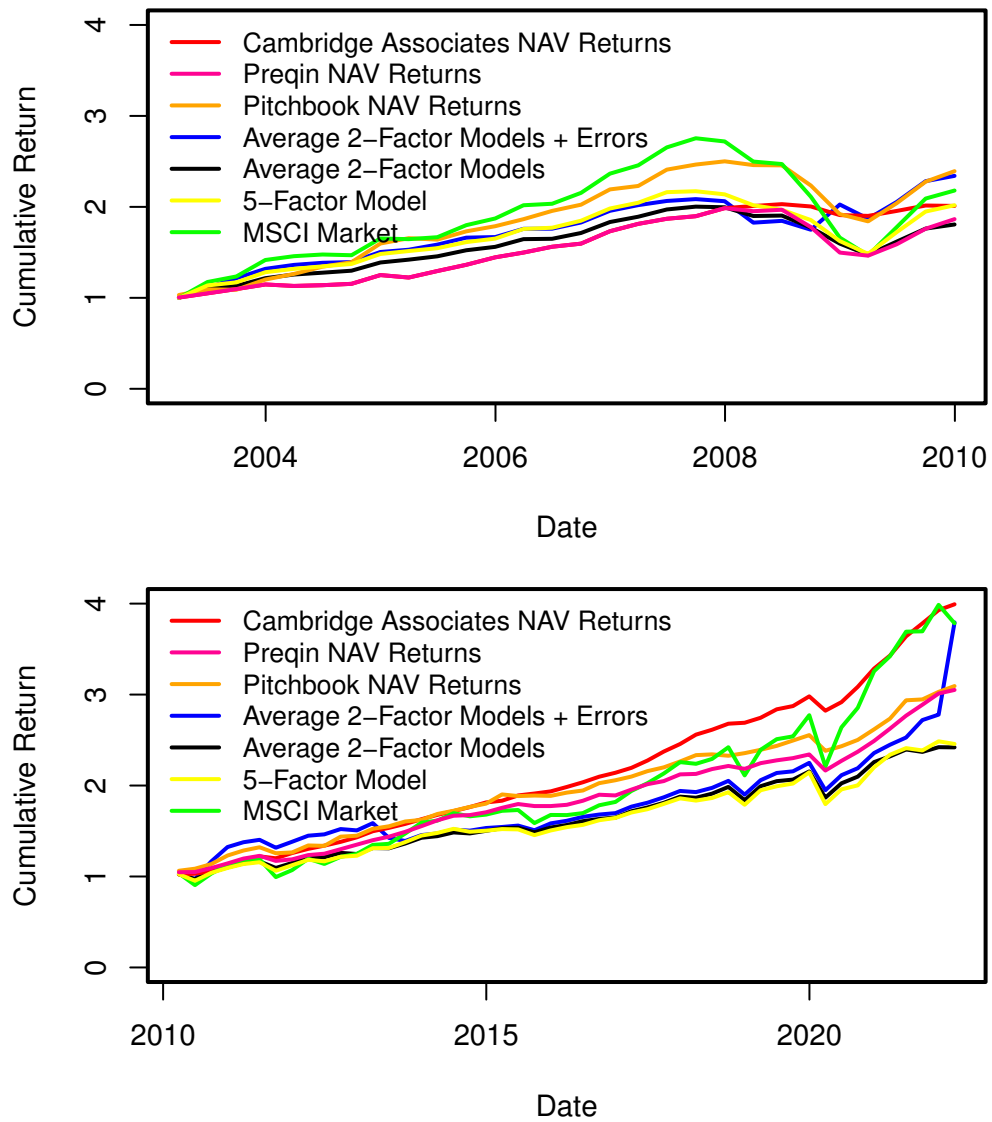 4
3
2
1
0
Cumulative Return
Cambridge Associates NAV Returns
Preqin NAV Returns
Pitchbook NAV Returns
Average 2−Factor Models + Errors
Average 2−Factor Models
5−Factor Model
MSCI Market
2004 2006 2008 2010
Date
4
3
2
1
0
Cumulative Return
Cambridge Associates NAV Returns
Preqin NAV Returns
Pitchbook NAV Returns
Average 2−Factor Models + Errors
Average 2−Factor Models
5−Factor Model
MSCI Market
2010 2015 2020
Date